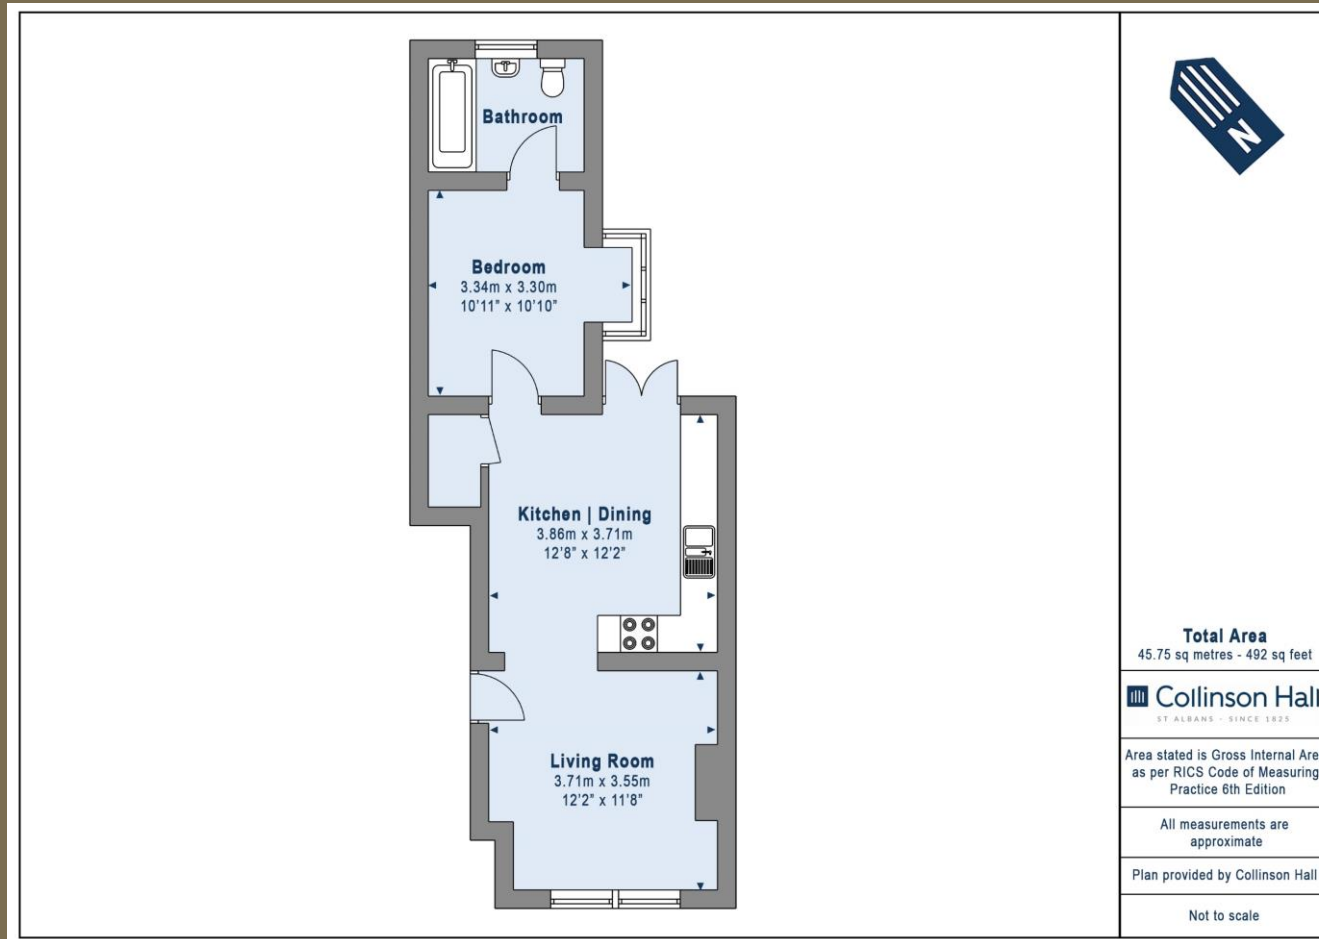 Bathroom
Bedroom
3.34m x 3.30m
10'11" x 10'10"
Kitchen | Dining
3.86m x 3.71m
12'8" x 12'2"
Living Room
3.71m x 3.55m
12'2" x 11'8"
N
Total Area
45.75 sq metres - 492 sq feet
Collinson Hall
ST ALBANS - SINCE 1825
Area stated is Gross Internal Are
as per RICS Code of Measuring
Practice 6th Edition
All measurements are
approximate
Plan provided by Collinson Hall
Not to scale